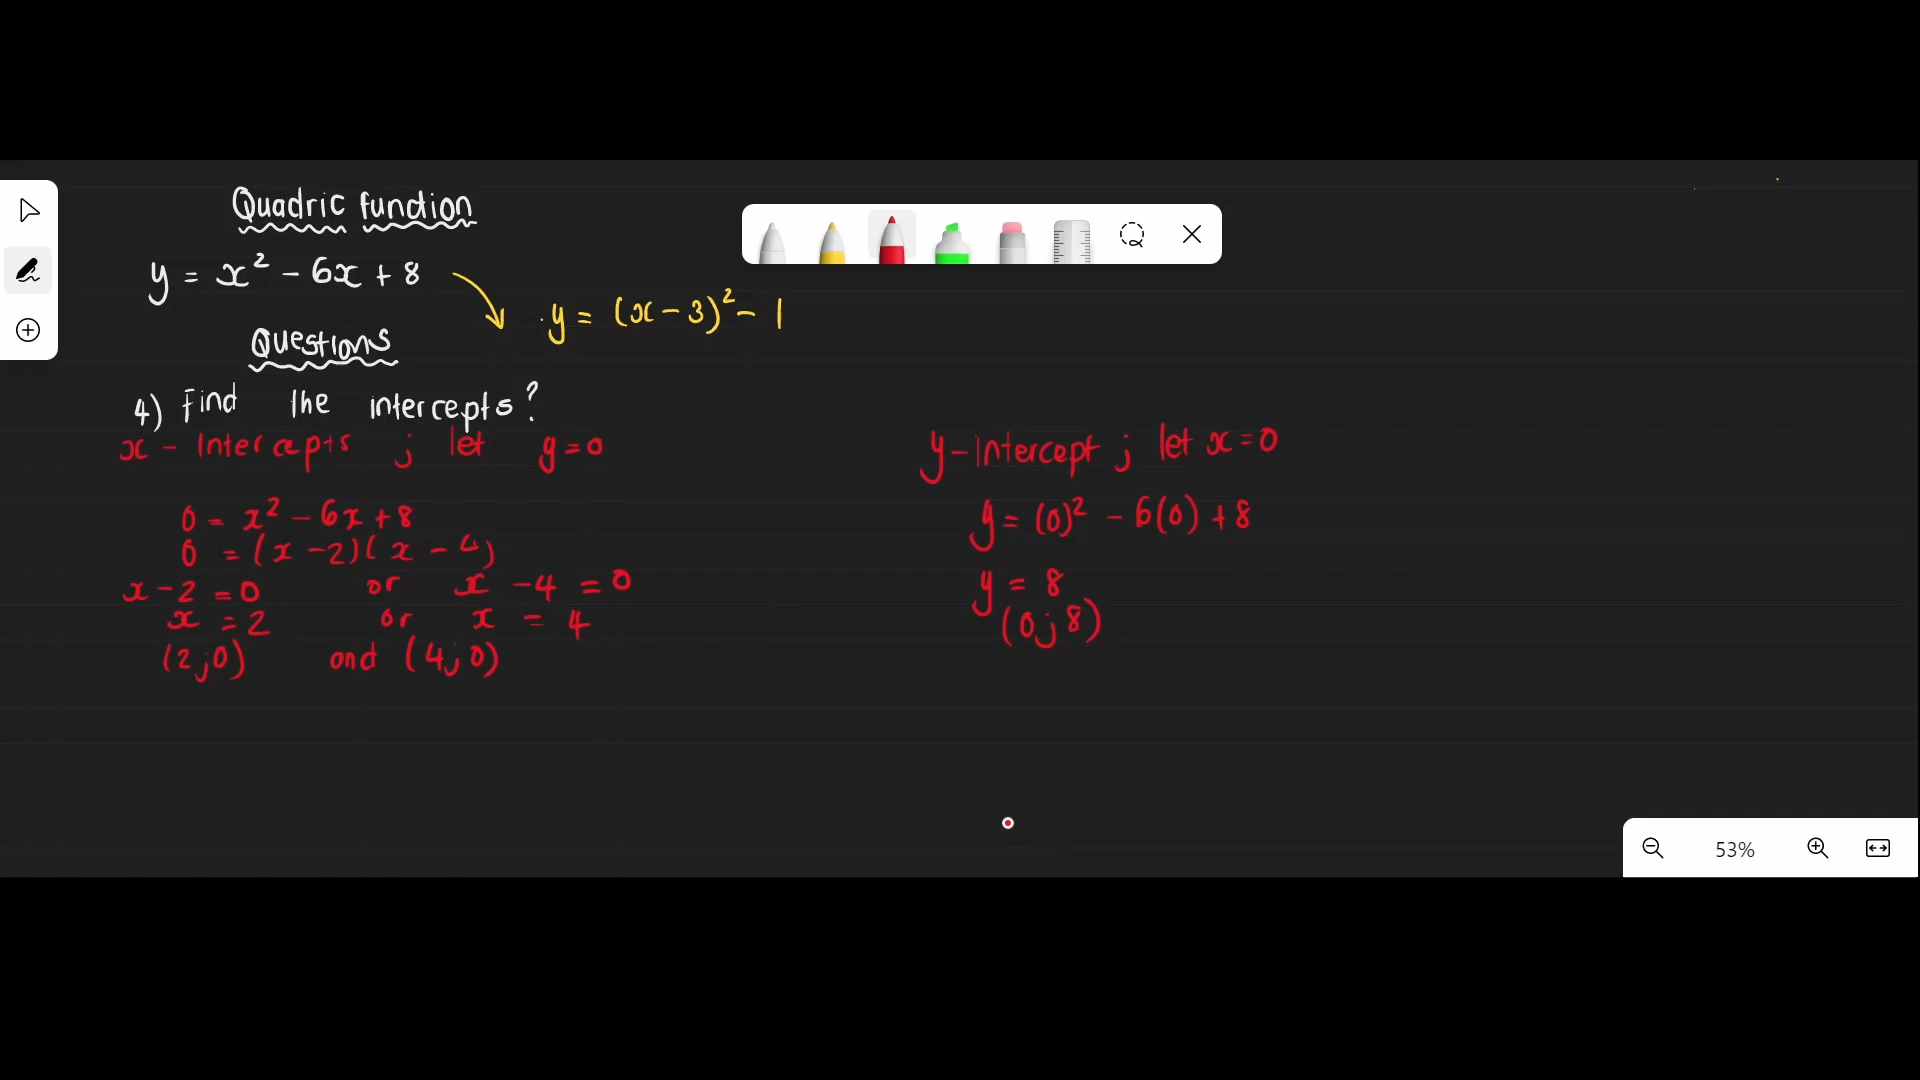 Quadric function
y = x² - 6x + 8
y = (x - 3)² - 1
Questions
4) Find the intercepts?
x - Intercepts ; let y = 0
0 = x² - 6x + 8
0 = (x - 2)(x - 4)
x - 2 = 0 or x - 4 = 0
x = 2 or x = 4
(2;0) and (4;0)
y - intercept ; let x = 0
y = (0)² - 6(0) + 8
y = 8
(0;8)
53%